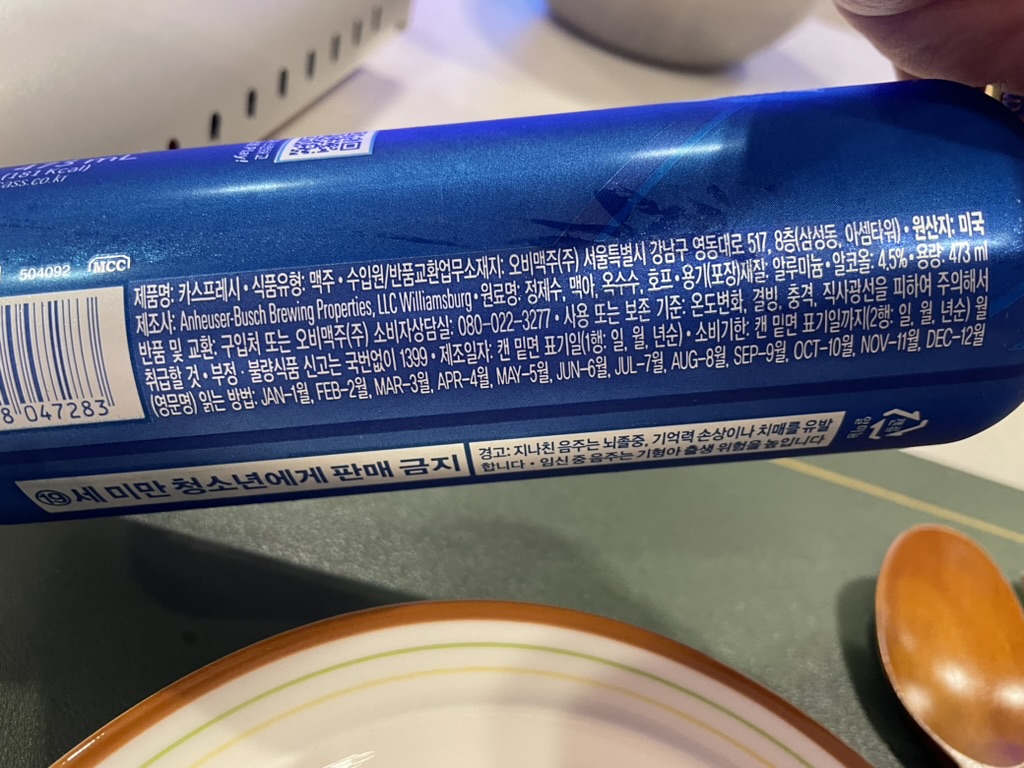 473 mL
(181 kcal)
ass.co.kr
504092 MCC
제품명: 카스프레시 • 식품유형: 맥주 • 수입원/반품교환업무소재지: 오비맥주(주) 서울특별시 강남구 영동대로 517, 8층(삼성동, 아셈타워) • 원산지: 미국
제조사: Anheuser-Busch Brewing Properties, LLC Williamsburg • 원료명: 정제수, 맥아, 옥수수, 호프 • 용기(포장)재질: 알루미늄 • 알코올: 4.5% • 용량: 473 ml
반품 및 교환: 구입처 또는 오비맥주(주) 소비자상담실: 080-022-3277 • 사용 또는 보존 기준: 온도변화, 결빙, 충격, 직사광선을 피하여 주의해서
취급할 것 • 부정 · 불량식품 신고는 국번없이 1399 • 제조일자: 캔 밑면 표기일(1행: 일, 월, 년순) • 소비기한: 캔 밑면 표기일까지(2행: 일, 월, 년순) 월
(영문명) 읽는 방법: JAN-1월, FEB-2월, MAR-3월, APR-4월, MAY-5월, JUN-6월, JUL-7월, AUG-8월, SEP-9월, OCT-10월, NOV-11월, DEC-12월
8 047283
⑲세 미만 청소년에게 판매 금지
경고: 지나친 음주는 뇌졸중, 기억력 손상이나 치매를 유발
합니다 • 임신 중 음주는 기형아 출생 위험을 높입니다